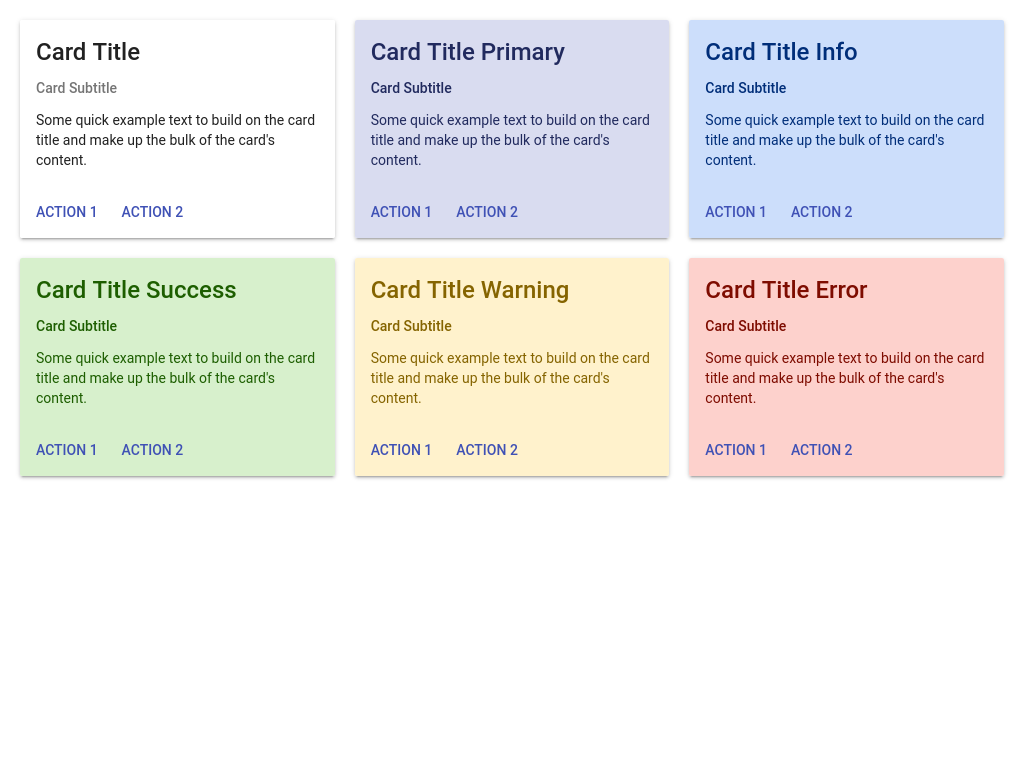 Card Title
Card Subtitle
Some quick example text to build on the card
title and make up the bulk of the card's
content.
ACTION 1 ACTION 2
Card Title Primary
Card Subtitle
Some quick example text to build on the card
title and make up the bulk of the card's
content.
ACTION 1 ACTION 2
Card Title Info
Card Subtitle
Some quick example text to build on the card
title and make up the bulk of the card's
content.
ACTION 1 ACTION 2
Card Title Success
Card Subtitle
Some quick example text to build on the card
title and make up the bulk of the card's
content.
ACTION 1 ACTION 2
Card Title Warning
Card Subtitle
Some quick example text to build on the card
title and make up the bulk of the card's
content.
ACTION 1 ACTION 2
Card Title Error
Card Subtitle
Some quick example text to build on the card
title and make up the bulk of the card's
content.
ACTION 1 ACTION 2